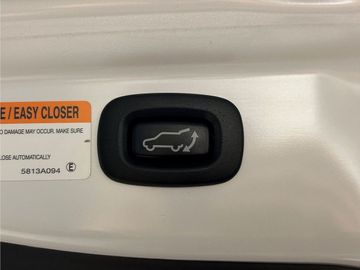 E / EASY CLOSER
O DAMAGE MAY OCCUR. MAKE SURE
LOSE AUTOMATICALLY
5813A094 E